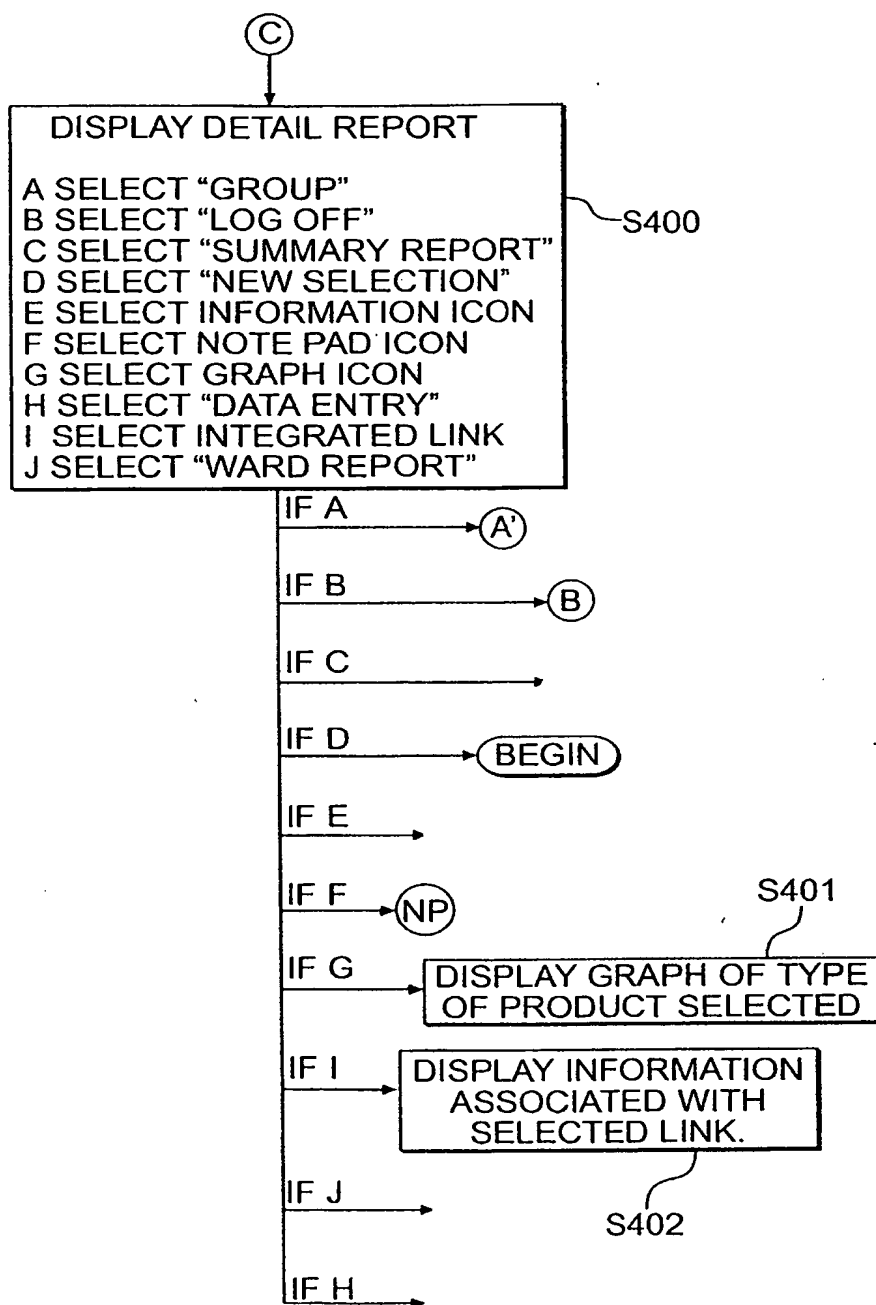 C
DISPLAY DETAIL REPORT
A SELECT “GROUP”
B SELECT “LOG OFF”
C SELECT “SUMMARY REPORT”
D SELECT “NEW SELECTION”
E SELECT INFORMATION ICON
F SELECT NOTE PAD ICON
G SELECT GRAPH ICON
H SELECT “DATA ENTRY”
I SELECT INTEGRATED LINK
J SELECT “WARD REPORT”
S400
IF A
A'
IF B
B
IF C
IF D
BEGIN
IF E
IF F
NP
S401
IF G
DISPLAY GRAPH OF TYPE
OF PRODUCT SELECTED
IF I
DISPLAY INFORMATION
ASSOCIATED WITH
SELECTED LINK.
IF J
S402
IF H